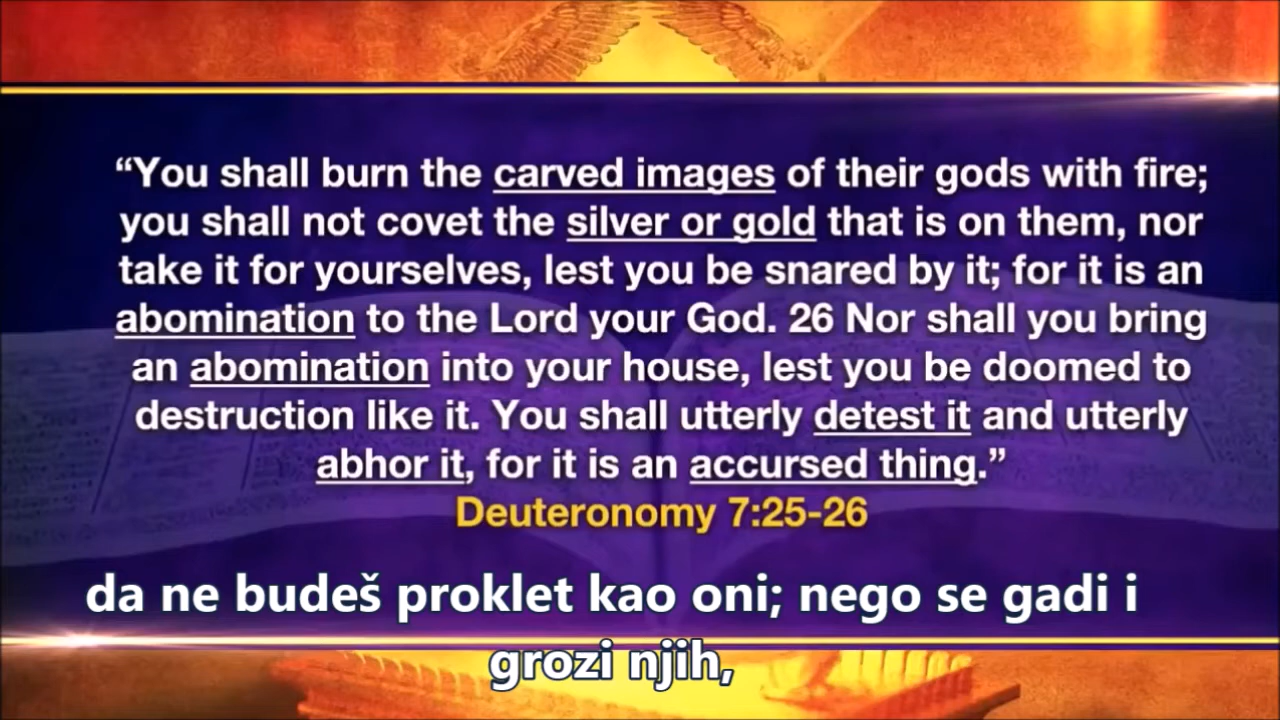 “You shall burn the carved images of their gods with fire;
you shall not covet the silver or gold that is on them, nor
take it for yourselves, lest you be snared by it; for it is an
abomination to the Lord your God. 26 Nor shall you bring
an abomination into your house, lest you be doomed to
destruction like it. You shall utterly detest it and utterly
abhor it, for it is an accursed thing.”
Deuteronomy 7:25-26
da ne budeš proklet kao oni; nego se gadi i
grozi njih,